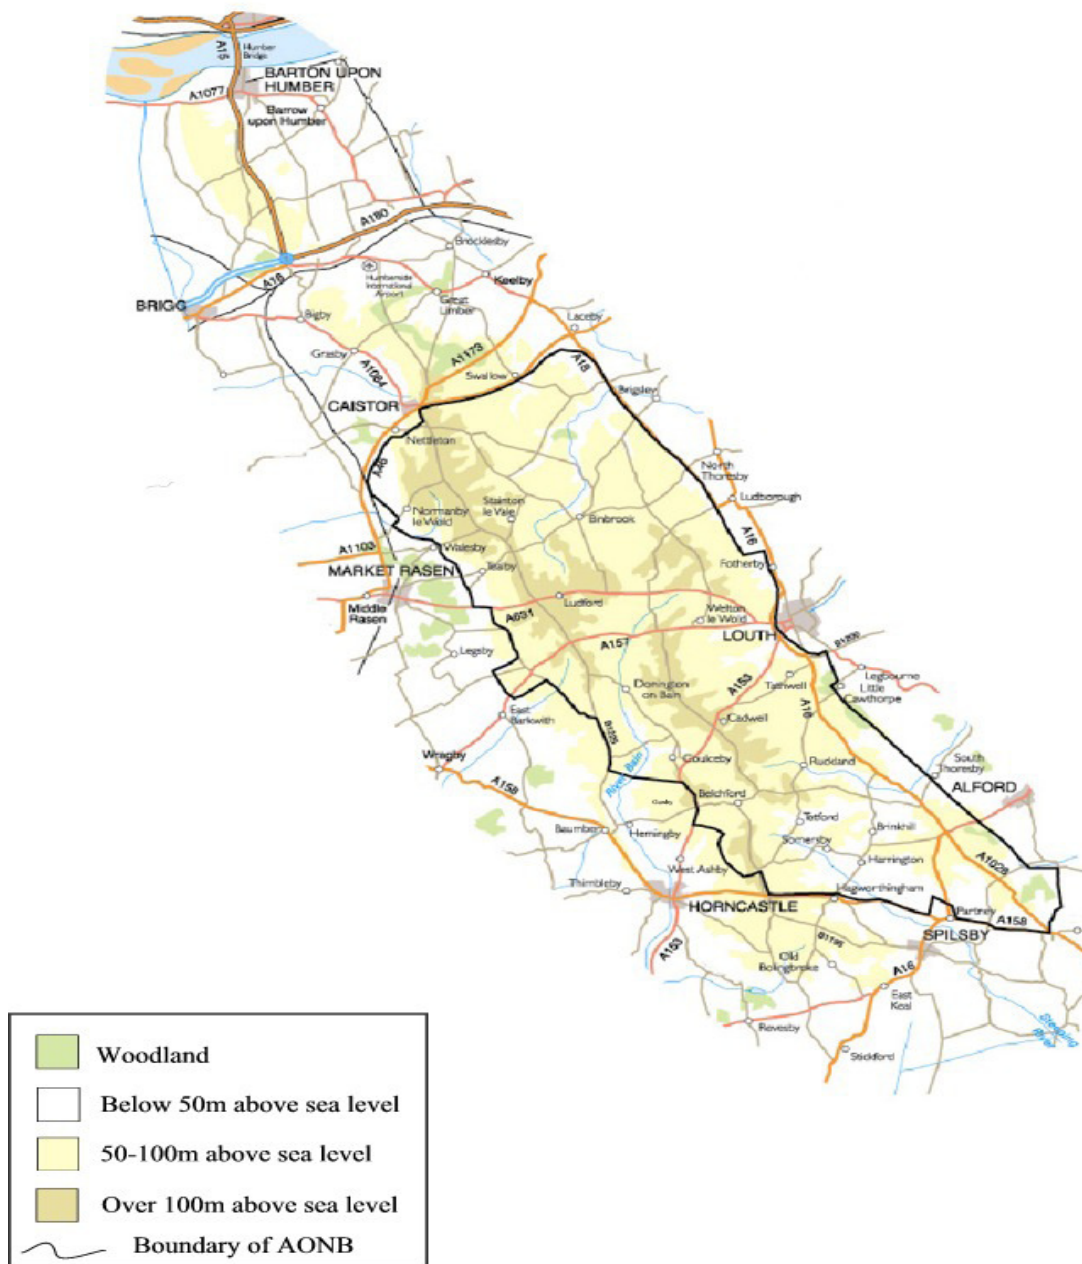 A15
Humber
Bridge
BARTON UPON
HUMBER
A1077
Barrow
upon Humber
A180
Brocklesby
Humberside
International
Airport
Keelby
A18
BRIGG
Great
Limber
Bigby
Laceby
Grasby
A1173
A1084
Swallow
A18
Brigsley
CAISTOR
Nettleton
A46
North
Thoresby
Ludborough
Normanby
le Wold
Stainton
le Vale
Binbrook
A16
A1103
Walesby
Fotherby
MARKET RASEN
Tealby
Middle
Rasen
Ludford
A631
Welton
le Wold
LOUTH
A157
B1200
Legsby
Legbourne
Little
Cawthorpe
Donington
on Bain
A153
Tathwell
A16
East
Barkwith
Cadwell
Wragby
Goulceby
Ruckland
South
Thoresby
ALFORD
River Bain
A158
Belchford
Tetford
Brinkhill
Baumber
Hemingby
Somersby
Harrington
A1028
West Ashby
Thimbleby
Hagworthingham
HORNCASTLE
Partney
A158
SPILSBY
A153
B1195
Old
Bolingbroke
A16
East
Keal
Revesby
Steeping
River
Stickford
Woodland
Below 50m above sea level
50-100m above sea level
Over 100m above sea level
Boundary of AONB